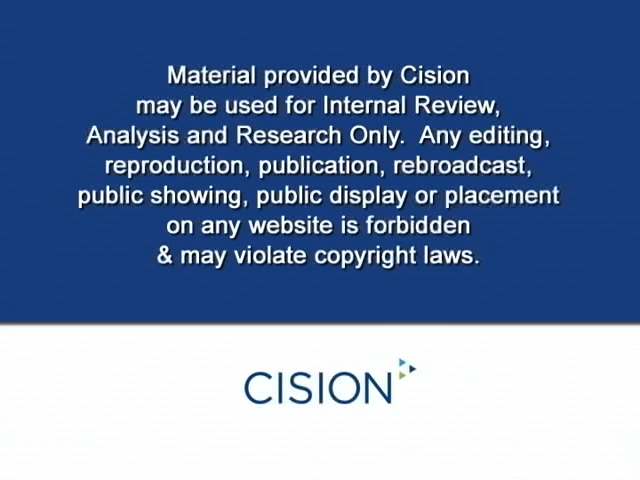 Material provided by Cision
may be used for Internal Review,
Analysis and Research Only.  Any editing,
reproduction, publication, rebroadcast,
public showing, public display or placement
on any website is forbidden
& may violate copyright laws.
CISION